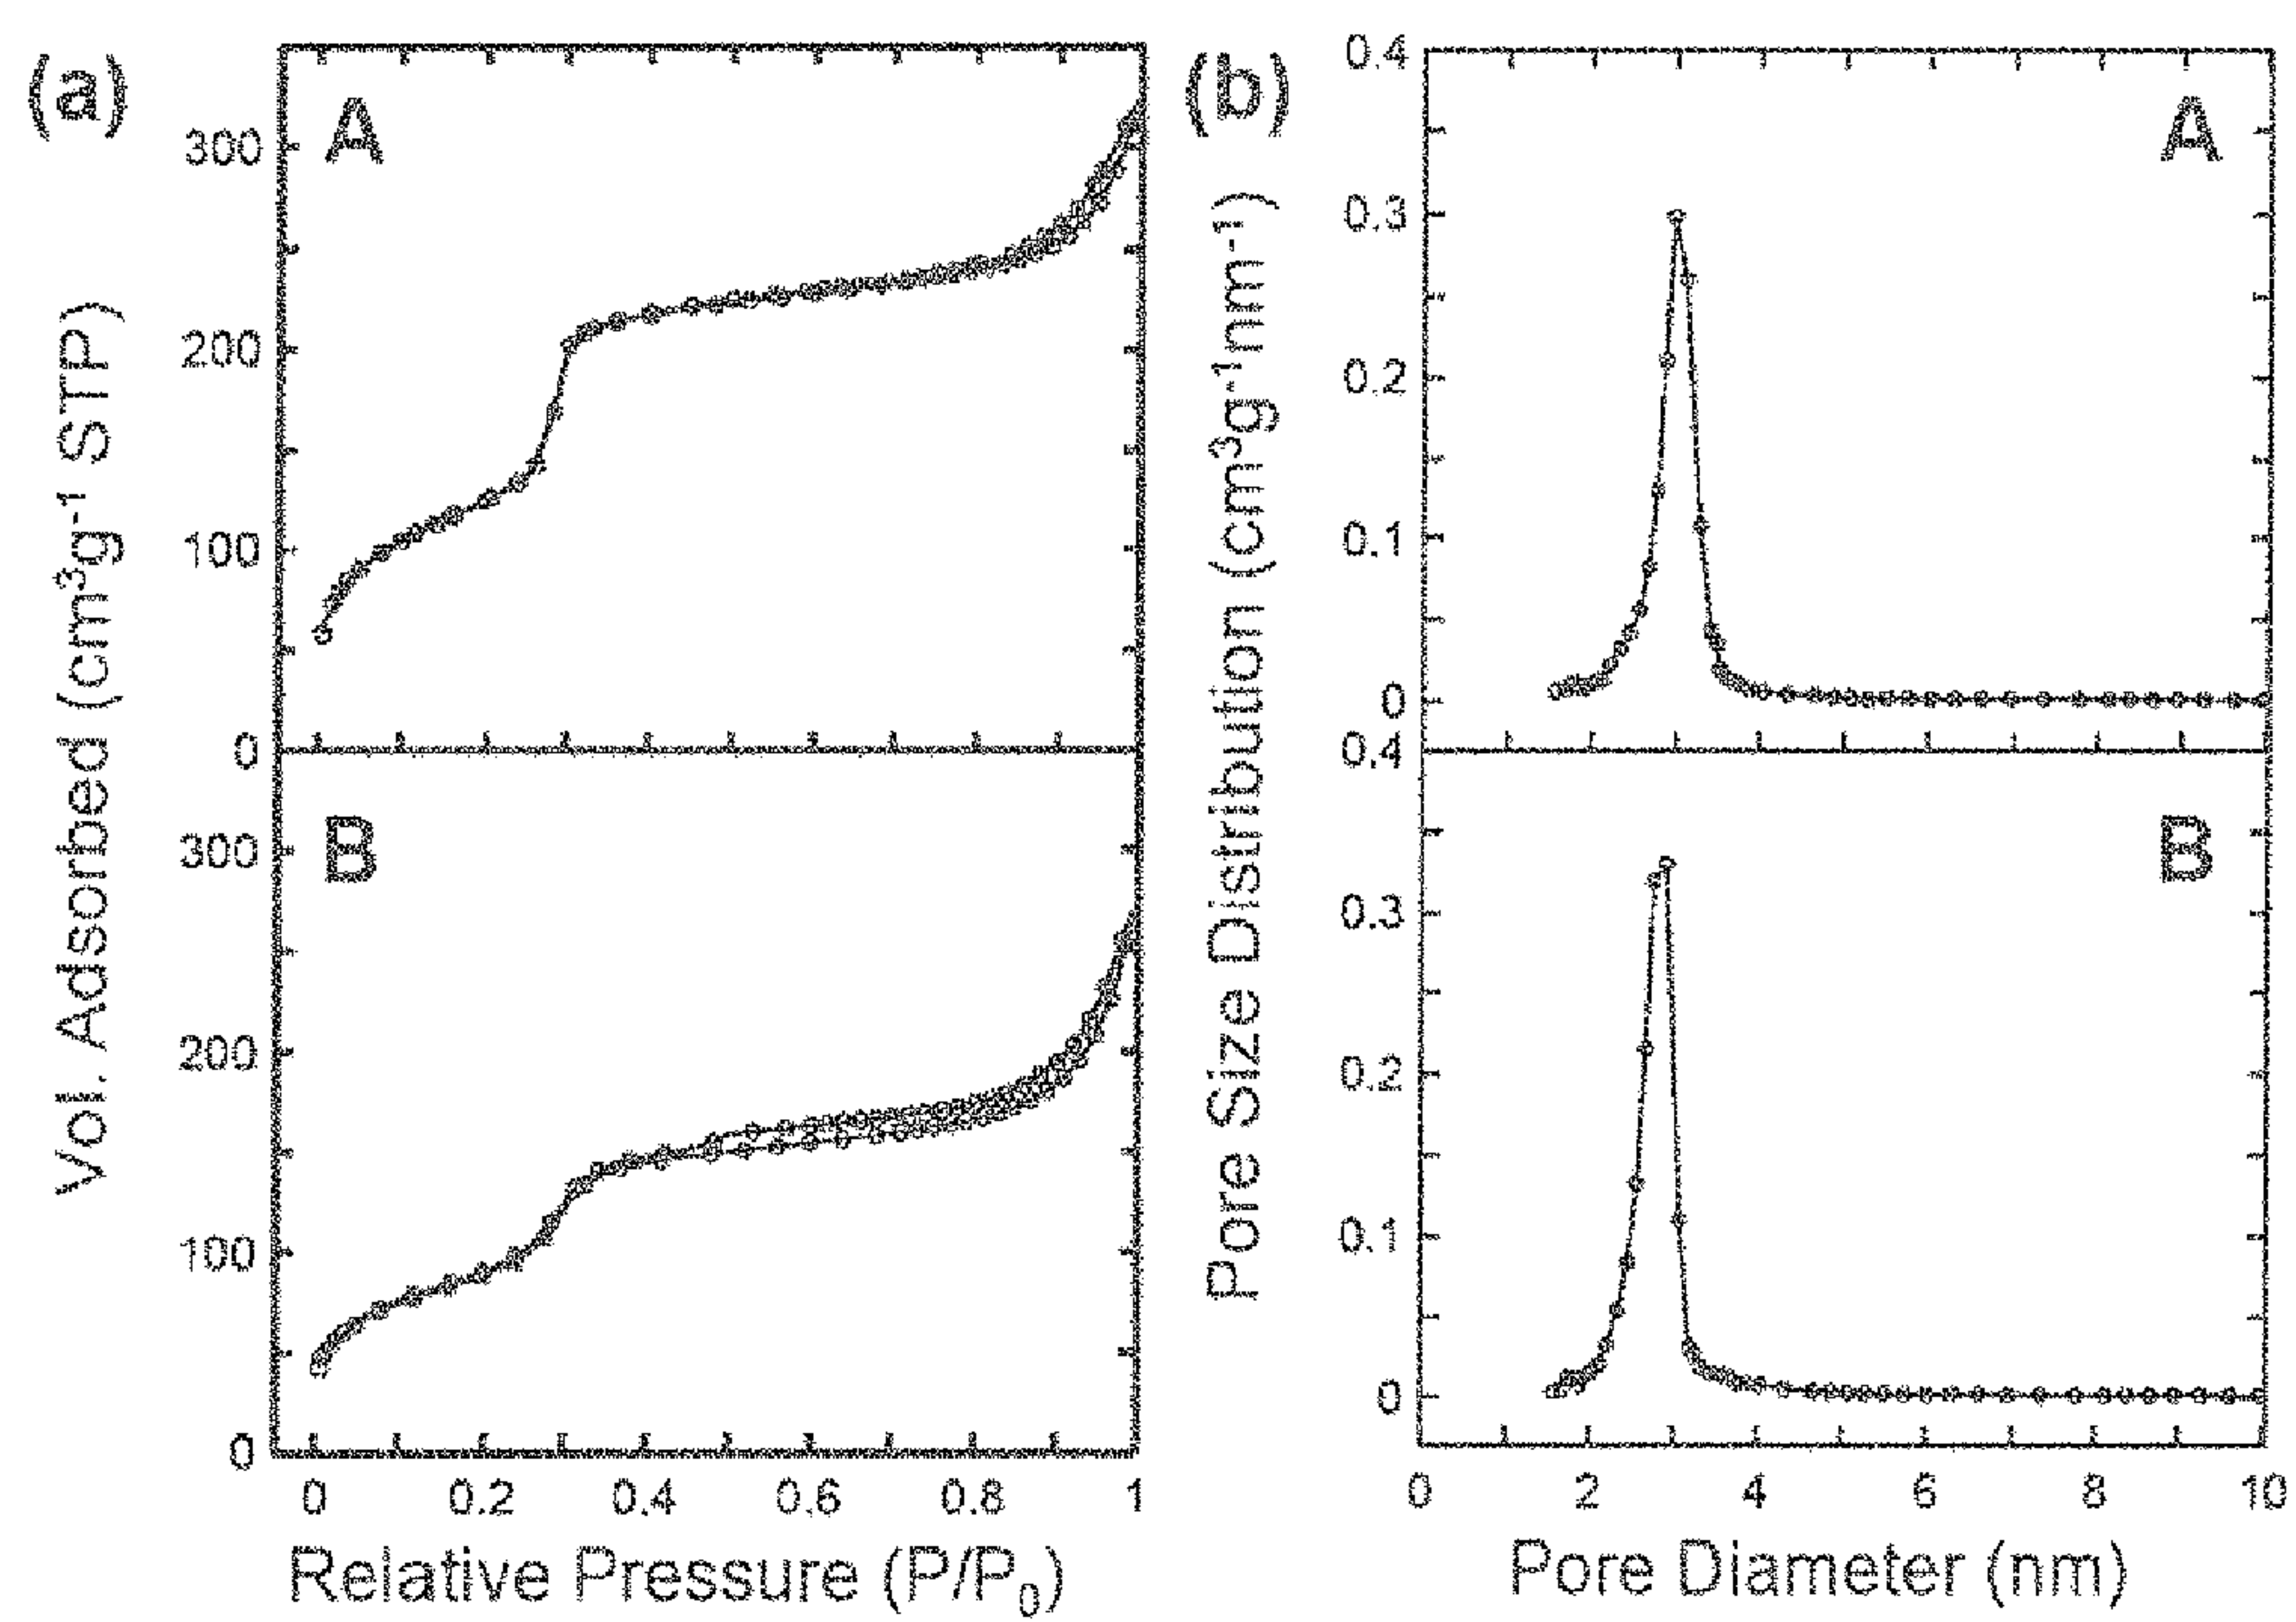 (a)
Vol. Adsorbed (cm³g⁻¹ STP)
A
300
200
100
0
B
300
200
100
0
0 0.2 0.4 0.6 0.8 1
Relative Pressure (P/P₀)
(b)
Pore Size Distribution (cm³g⁻¹nm⁻¹)
A
0.4
0.3
0.2
0.1
0
B
0.4
0.3
0.2
0.1
0
0 2 4 6 8 10
Pore Diameter (nm)